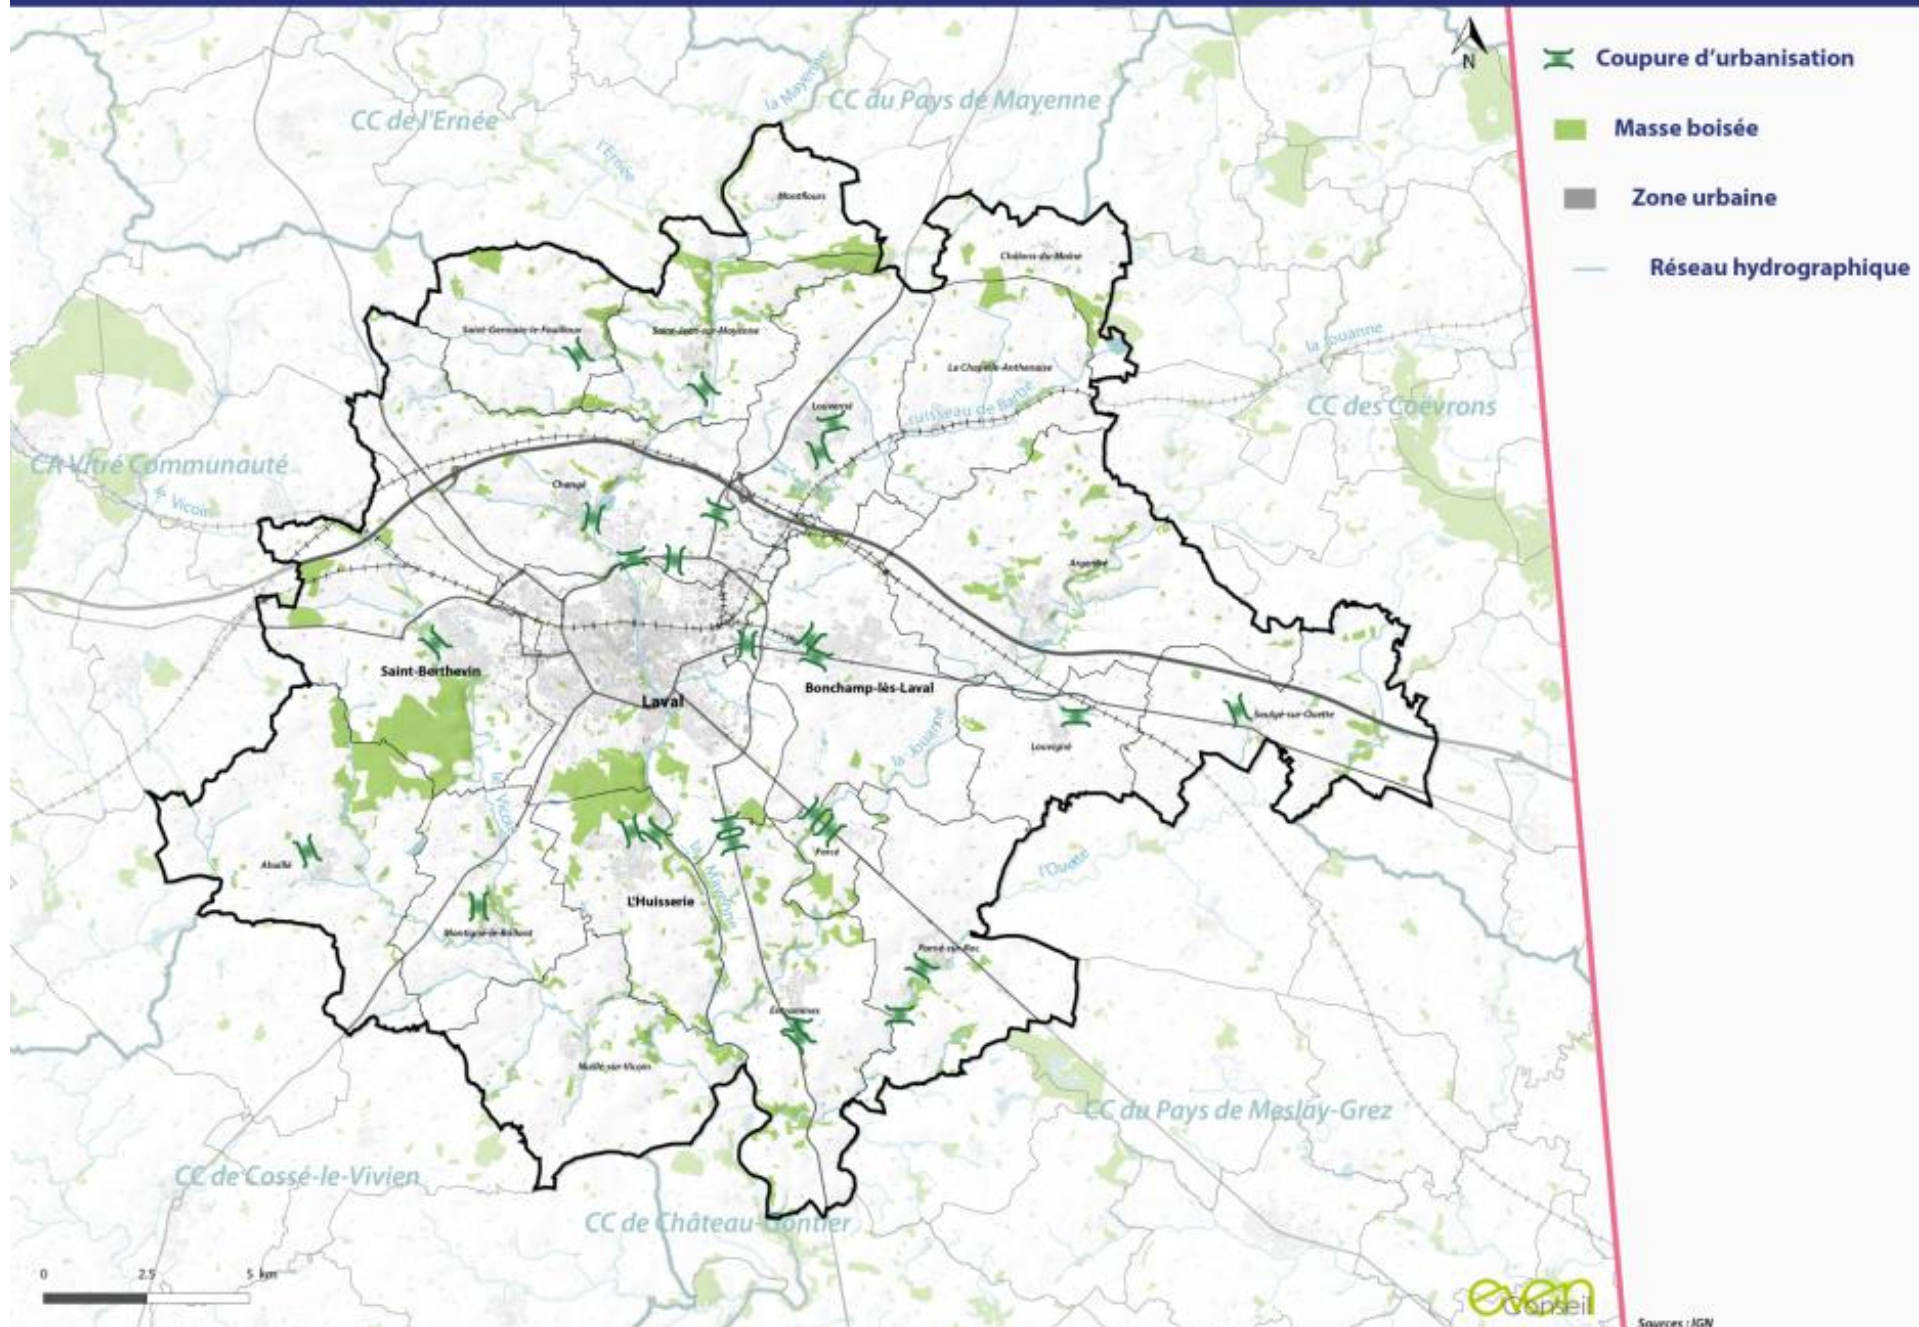 la Mayenne
CC de l'Ernée
CC du Pays de Mayenne
N
l'Ernée
Montflours
Châlons-du-Maine
Saint-Germain-le-Fouilloux
Saint-Jean-sur-Mayenne
la Jouanne
La Chapelle-Anthenaise
ruisseau de Barbe
Louverné
CC des Coëvrons
CA Vitré Communauté
le Vicoin
Changé
Argentré
Saint-Berthevin
Bonchamp-lès-Laval
Laval
la Jouanne
Louvigné
Soulgé-sur-Ouette
le Vicoin
Ahuillé
la Mayenne
Forcé
l'Ouette
L'Huisserie
Montigné-le-Brillant
Parné-sur-Roc
Entrammes
Nuillé-sur-Vicoin
CC du Pays de Meslay-Grez
CC de Cossé-le-Vivien
CC de Château-Gontier
0 2.5 5 km
Coupure d'urbanisation
Masse boisée
Zone urbaine
Réseau hydrographique
even
Conseil
Sources : IGN